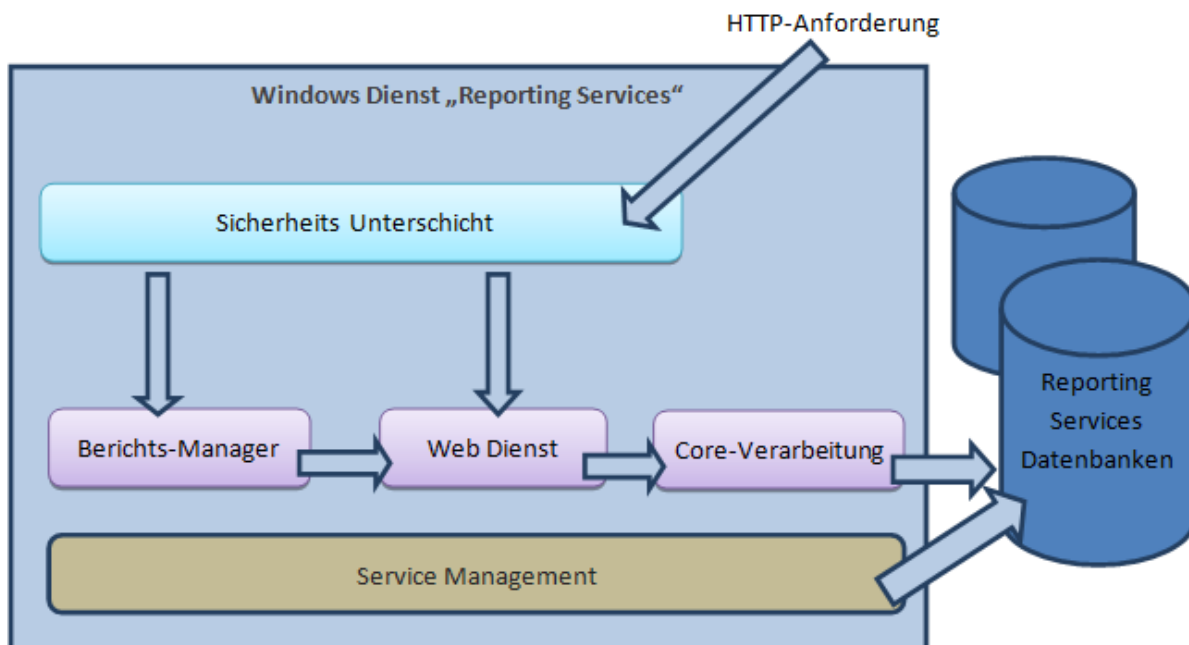 HTTP-Anforderung
Windows Dienst „Reporting Services“
Sicherheits Unterschicht
Berichts-Manager
Web Dienst
Core-Verarbeitung
Reporting
Services
Datenbanken
Service Management